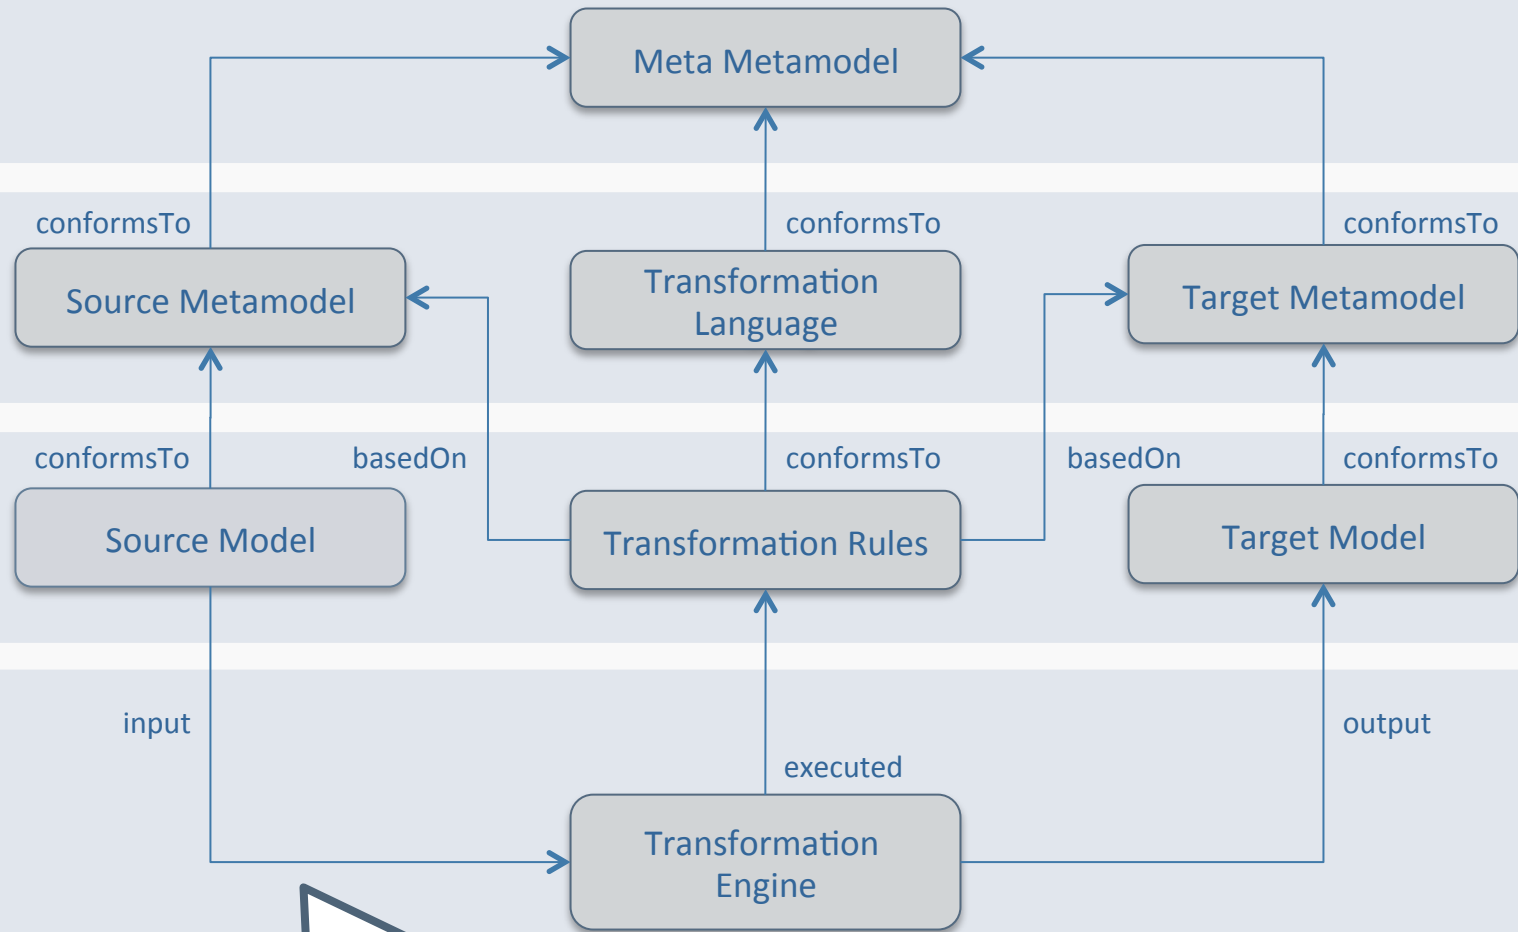 Meta Metamodel
conformsTo
conformsTo
conformsTo
Source Metamodel
Transformation
Language
Target Metamodel
conformsTo
basedOn
conformsTo
basedOn
conformsTo
Source Model
Transformation Rules
Target Model
input
output
executed
Transformation
Engine